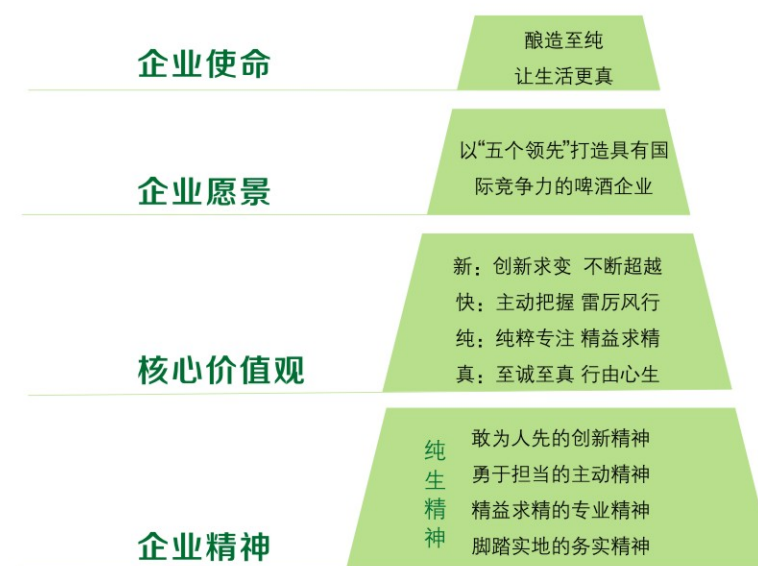 企业使命
酿造至纯
让生活更真
企业愿景
以“五个领先”打造具有国
际竞争力的啤酒企业
核心价值观
新：创新求变 不断超越
快：主动把握 雷厉风行
纯：纯粹专注 精益求精
真：至诚至真 行由心生
企业精神
纯生精神
敢为人先的创新精神
勇于担当的主动精神
精益求精的专业精神
脚踏实地的务实精神